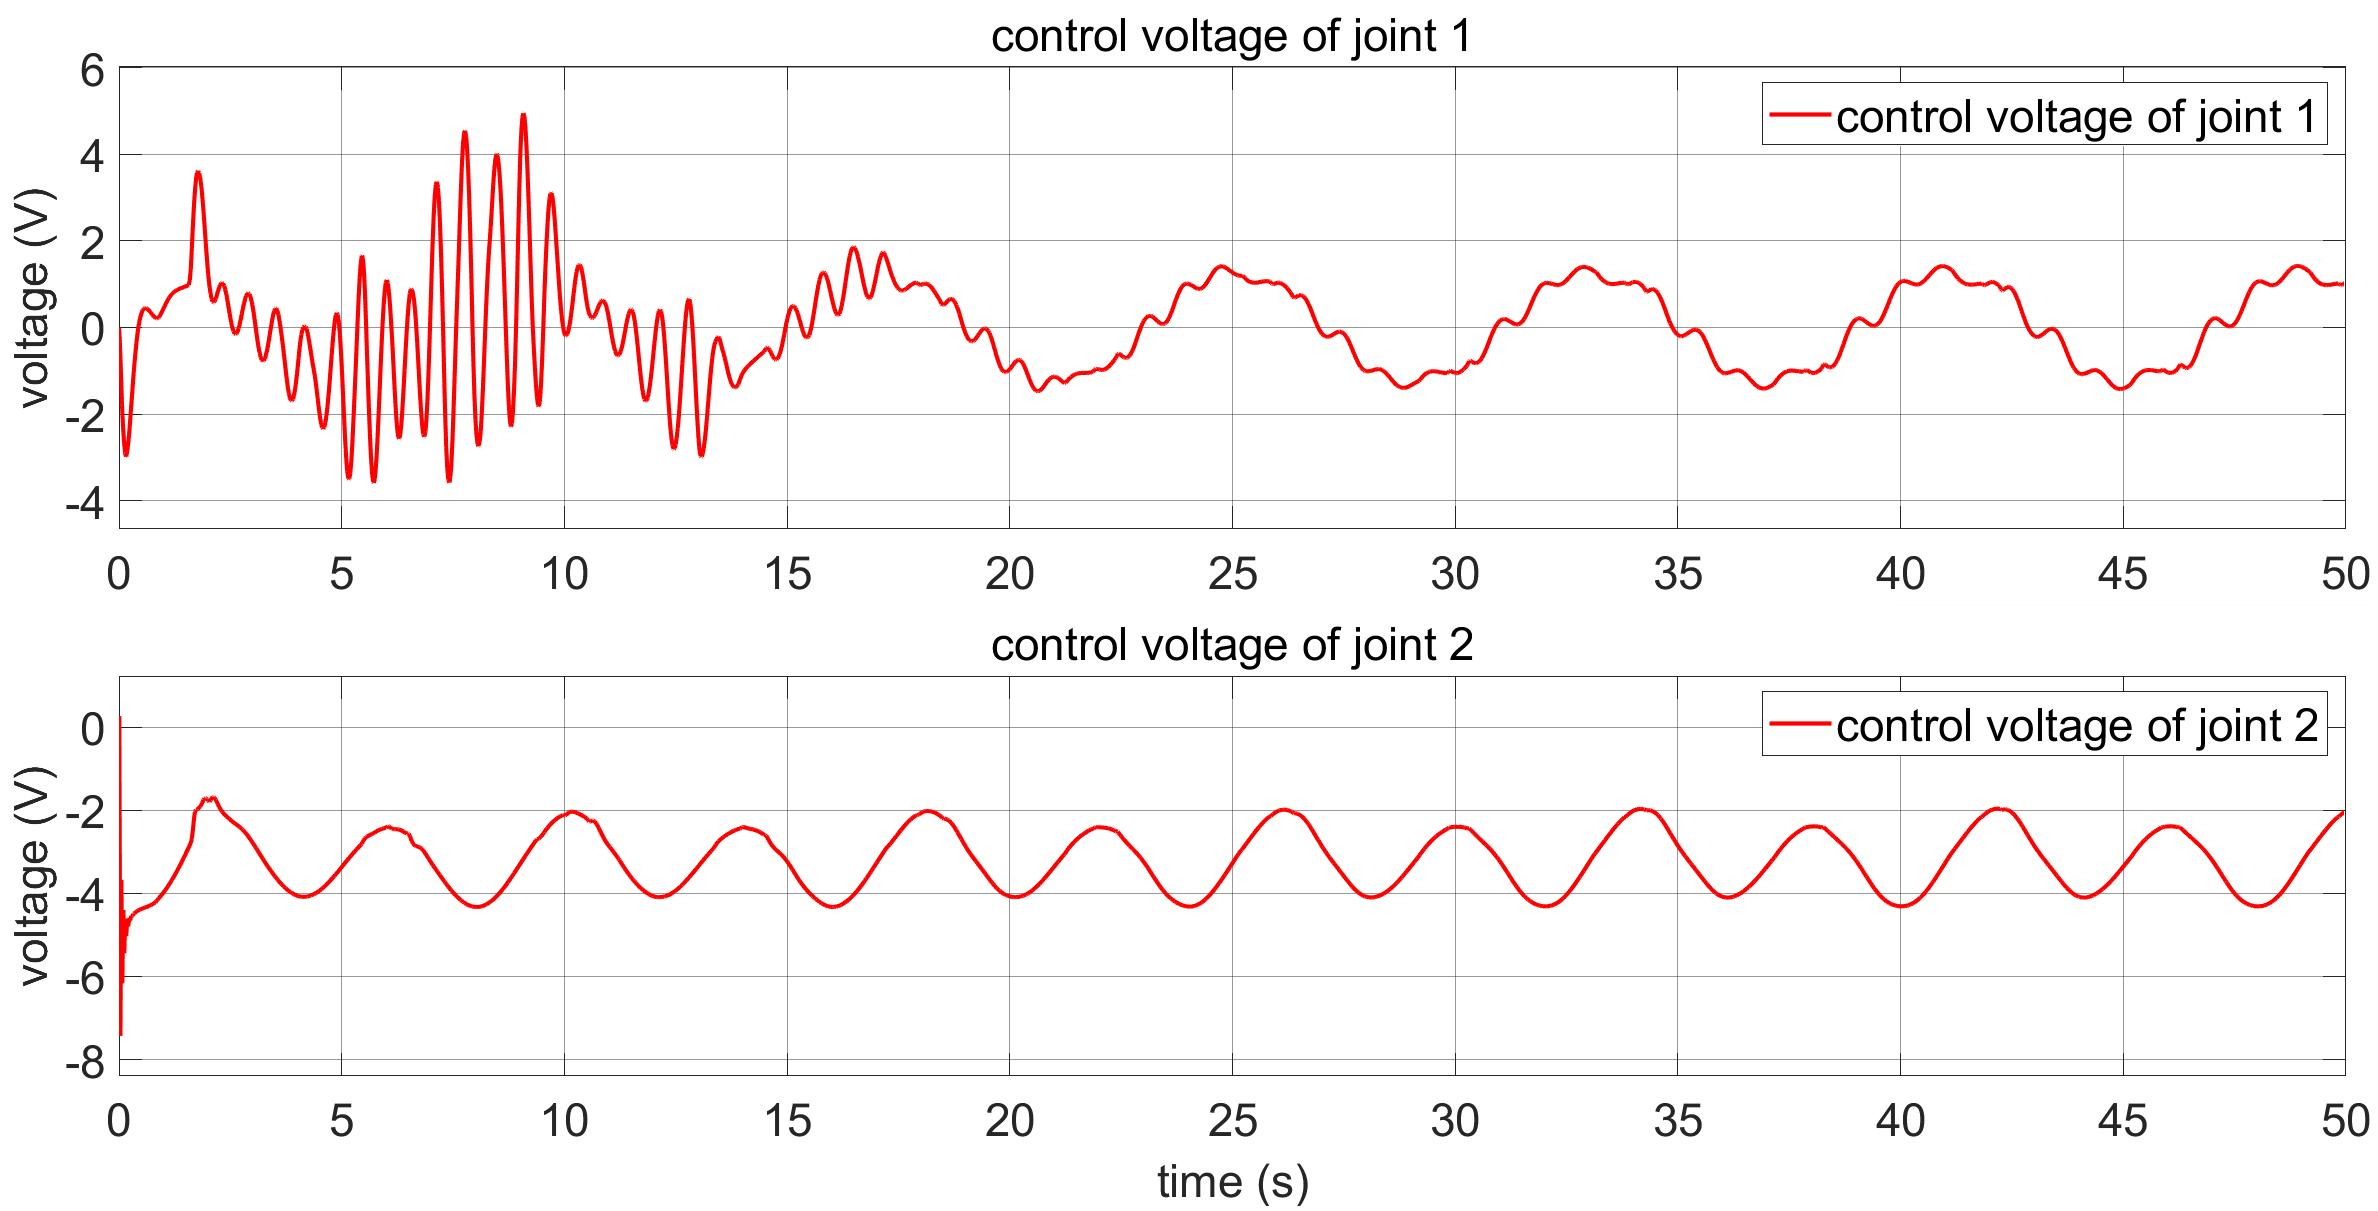 control voltage of joint 1
6
control voltage of joint 1
4
2
0
-2
-4
voltage (V)
0 5 10 15 20 25 30 35 40 45 50
control voltage of joint 2
0
control voltage of joint 2
-2
-4
-6
-8
voltage (V)
0 5 10 15 20 25 30 35 40 45 50
time (s)